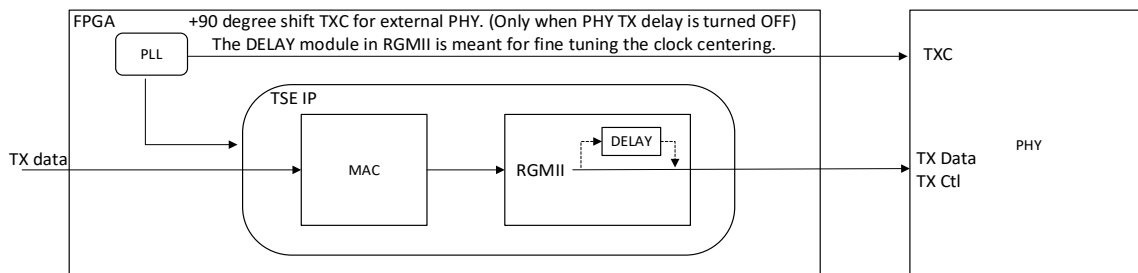 FPGA
+90 degree shift TXC for external PHY. (Only when PHY TX delay is turned OFF)
The DELAY module in RGMII is meant for fine tuning the clock centering.
PLL
TXC
TSE IP
DELAY
TX data
MAC
RGMII
TX Data
TX Ctl
PHY